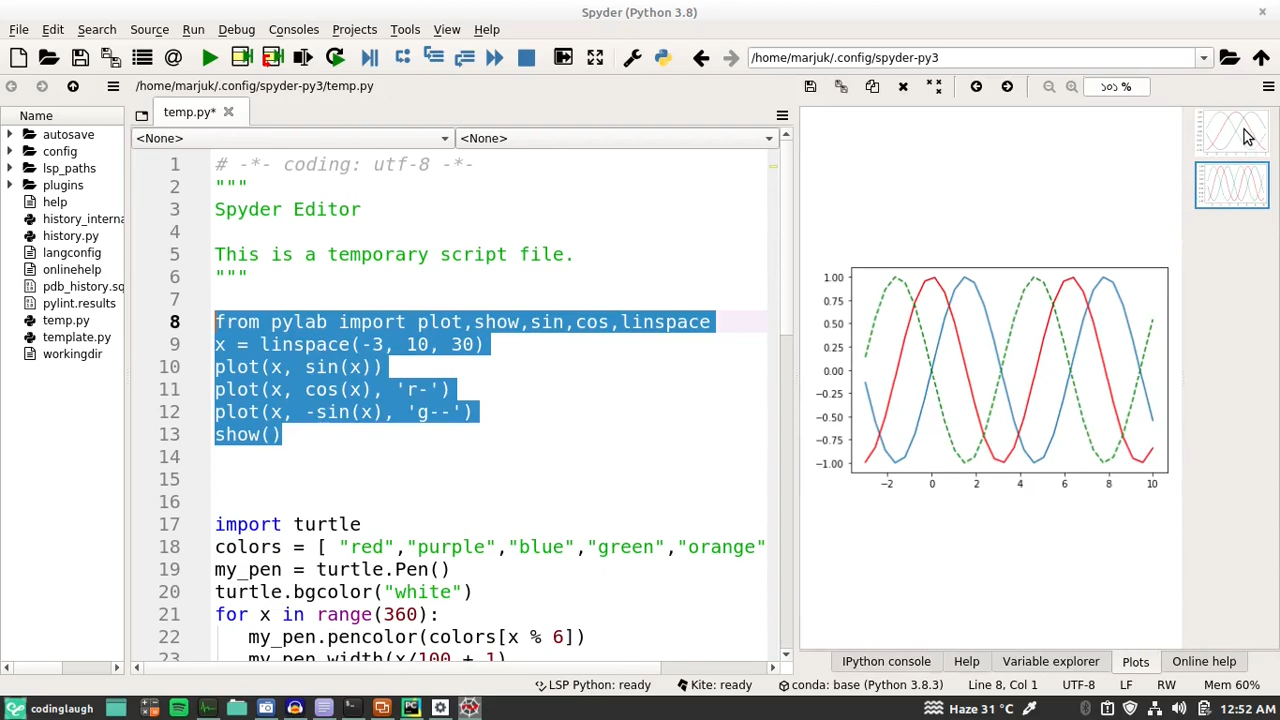 Spyder (Python 3.8)
File Edit Search Source Run Debug Consoles Projects Tools View Help
/home/marjuk/.config/spyder-py3
/home/marjuk/.config/spyder-py3/temp.py
১০১ %
Name
autosave
config
lsp_paths
plugins
help
history_interna
history.py
langconfig
onlinehelp
pdb_history.sq
pylint.results
temp.py
template.py
workingdir
temp.py*
<None> <None>
1 # -*- coding: utf-8 -*-
2 """
3 Spyder Editor
4
5 This is a temporary script file.
6 """
7
8 from pylab import plot,show,sin,cos,linspace
9 x = linspace(-3, 10, 30)
10 plot(x, sin(x))
11 plot(x, cos(x), 'r-')
12 plot(x, -sin(x), 'g--')
13 show()
14
15
16
17 import turtle
18 colors = [ "red","purple","blue","green","orange"
19 my_pen = turtle.Pen()
20 turtle.bgcolor("white")
21 for x in range(360):
22 my_pen.pencolor(colors[x % 6])
23 my_pen.width(x/100 + 1)
1.00
0.75
0.50
0.25
0.00
−0.25
−0.50
−0.75
−1.00
−2 0 2 4 6 8 10
IPython console Help Variable explorer Plots Online help
LSP Python: ready Kite: ready conda: base (Python 3.8.3) Line 8, Col 1 UTF-8 LF RW Mem 60%
codinglaugh Haze 31 °C 12:52 AM